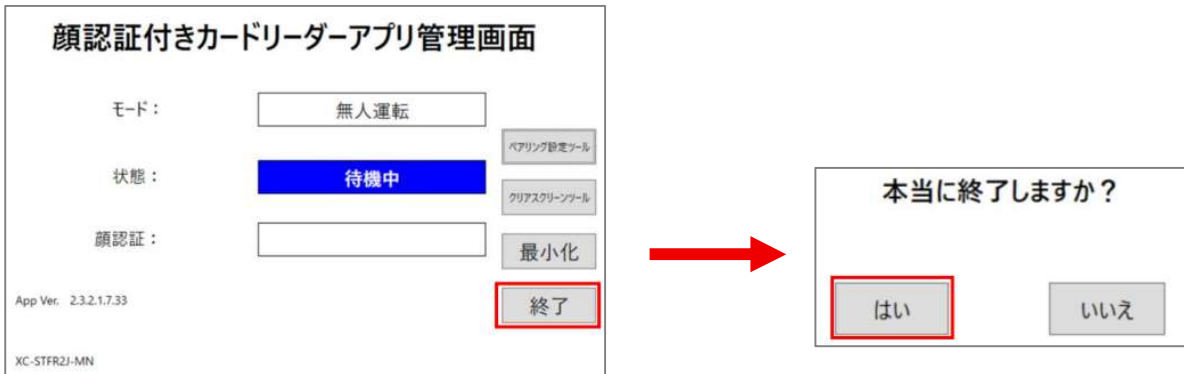 顔認証付きカードリーダーアプリ管理画面
モード：
無人運転
ペアリング設定ツール
状態：
待機中
クリアスクリーンツール
顔認証：
最小化
App Ver. 2.3.2.1.7.33
終了
XC-STFR2J-MN
本当に終了しますか？
はい
いいえ